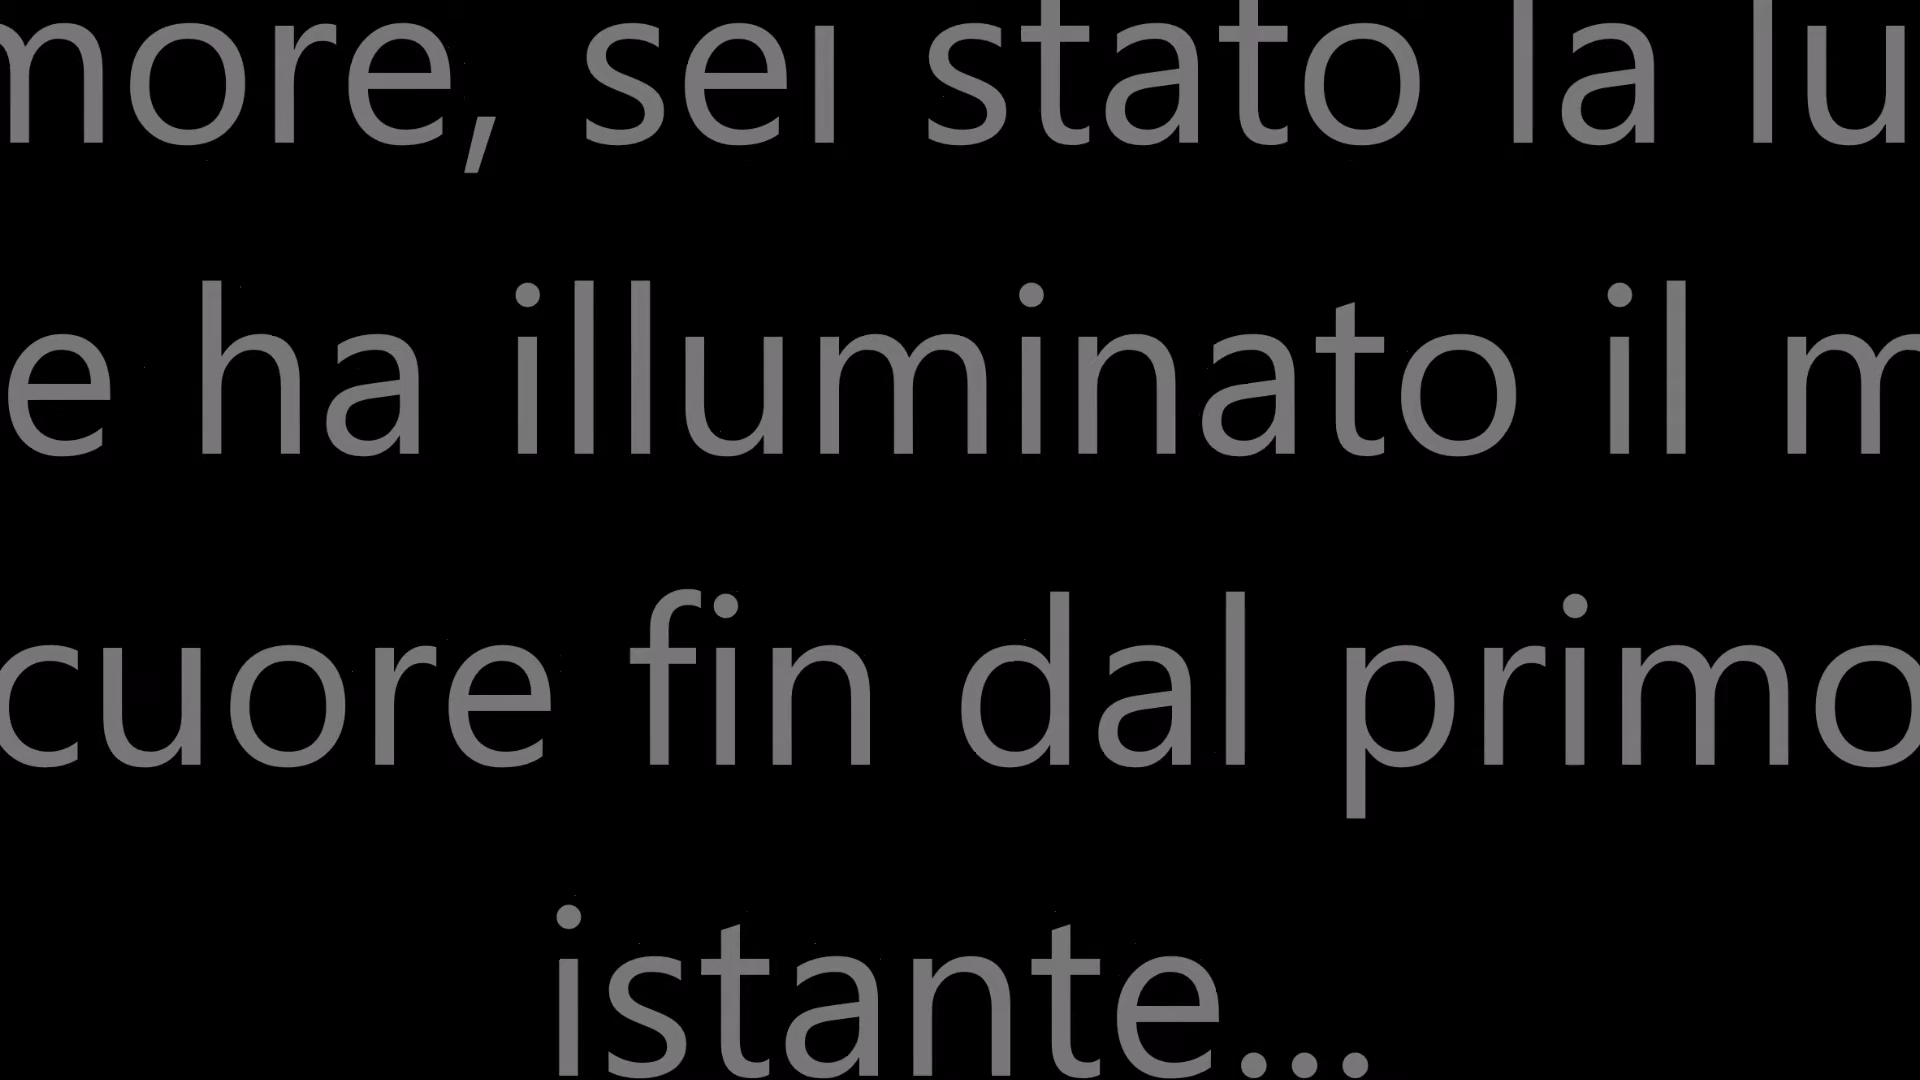 more, sei stato la lu
e ha illuminato il m
cuore fin dal primo
istante...